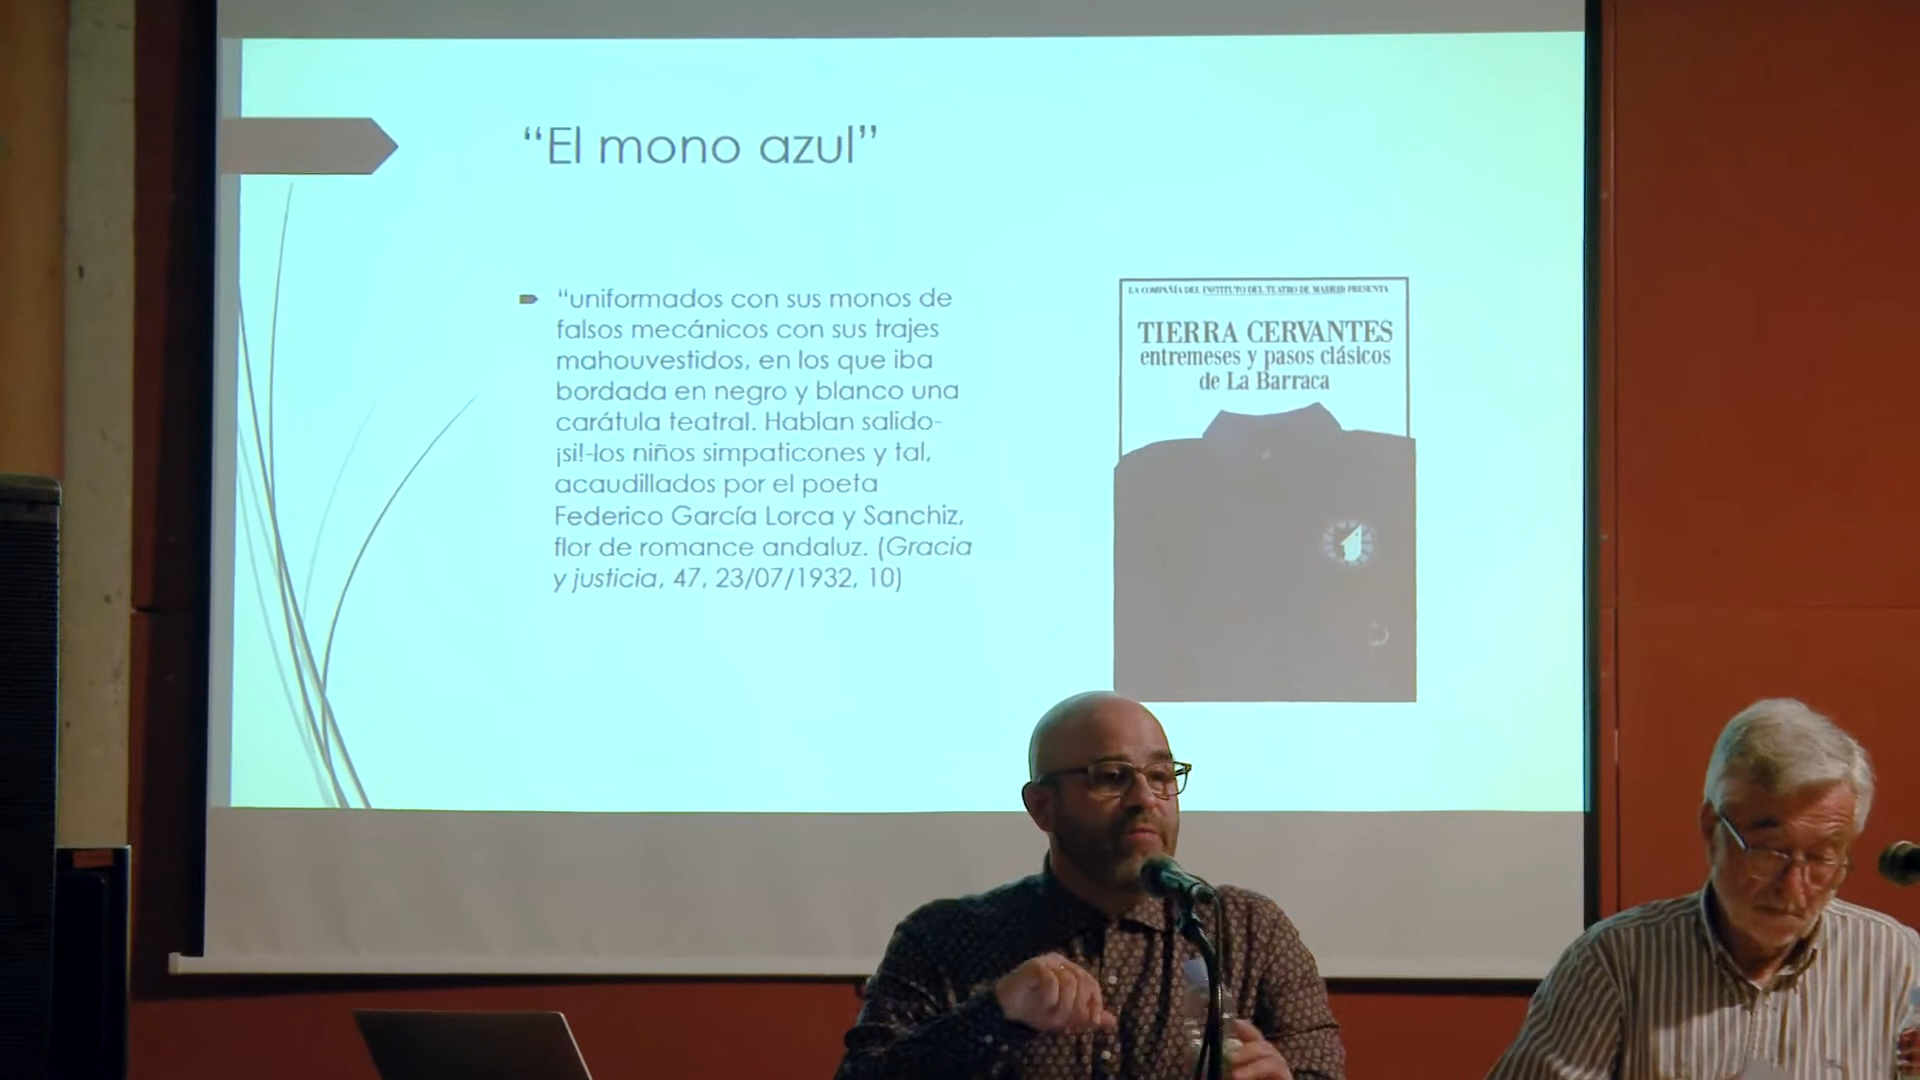 “El mono azul”
“uniformados con sus monos de
falsos mecánicos con sus trajes
mahouvestidos, en los que iba
bordada en negro y blanco una
carátula teatral. Hablan salido-
¡si!-los niños simpaticones y tal,
acaudillados por el poeta
Federico García Lorca y Sanchiz,
flor de romance andaluz. (Gracia
y justicia, 47, 23/07/1932, 10)
LA COMPAÑÍA DEL INSTITUTO DEL TEATRO DE MADRID PRESENTA
TIERRA CERVANTES
entremeses y pasos clásicos
de La Barraca